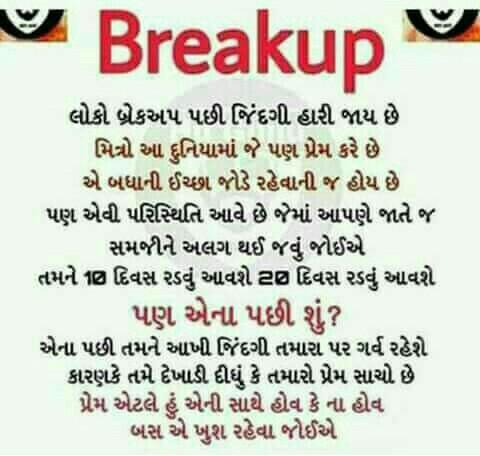 Breakup
લોકો બ્રેકઅપ પછી જિંદગી હારી જાય છે
મિત્રો આ દુનિયામાં જે પણ પ્રેમ કરે છે
એ બધાની ઈચ્છા જોડે રહેવાની જ હોય છે
પણ એવી પરિસ્થિતિ આવે છે જેમાં આપણે જાતે જ
સમજીને અલગ થઈ જવું જોઈએ
તમને 10 દિવસ રડવું આવશે 20 દિવસ રડવું આવશે
પણ એના પછી શું?
એના પછી તમને આખી જિંદગી તમારા પર ગર્વ રહેશે
કારણકે તમે દેખાડી દીધું કે તમારો પ્રેમ સાચો છે
પ્રેમ એટલે હું એની સાથે હોવ કે ના હોવ
બસ એ ખુશ રહેવા જોઈએ